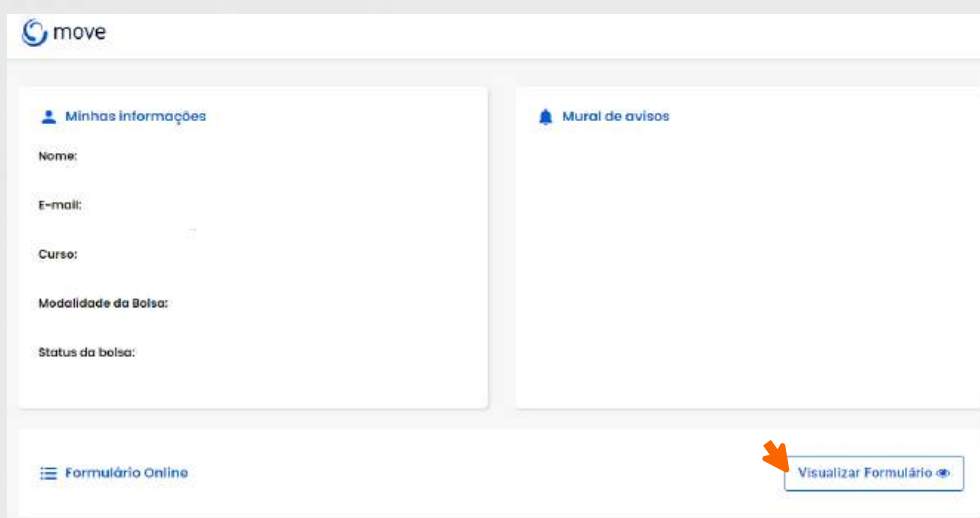 move
Minhas informações
Nome:
E-mail:
Curso:
Modalidade da Bolsa:
Status da bolsa:
Mural de avisos
Formulário Online
Visualizar Formulário